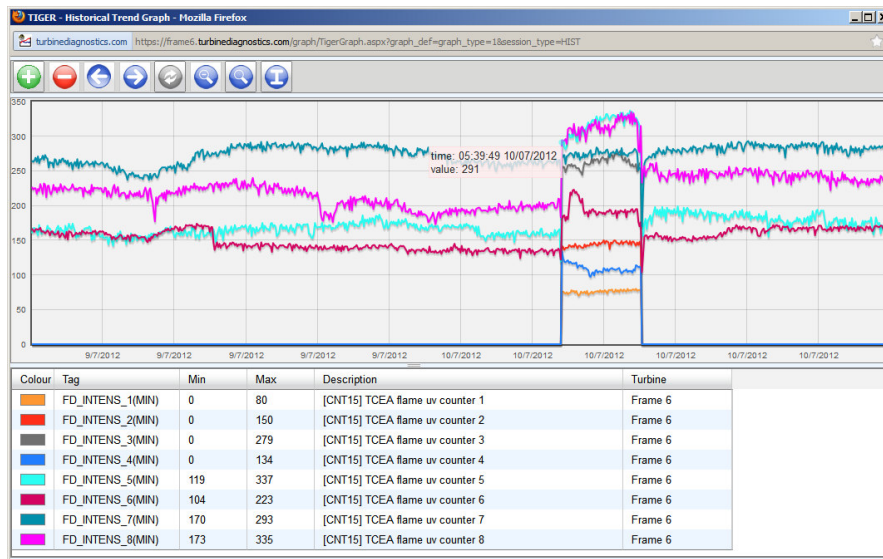 TIGER - Historical Trend Graph - Mozilla Firefox
turbinediagnostics.com https://frame6.turbinediagnostics.com/graph/TigerGraph.aspx?graph_def=graph_type=1&session_type=HIST
350
300
250
200
150
100
50
0
time: 05:39:49 10/07/2012
value: 291
9/7/2012 9/7/2012 9/7/2012 9/7/2012 9/7/2012 10/7/2012 10/7/2012 10/7/2012 10/7/2012 10/7/2012 10/7/2012
Colour Tag Min Max Description Turbine
FD_INTENS_1(MIN) 0 80 [CNT15] TCEA flame uv counter 1 Frame 6
FD_INTENS_2(MIN) 0 150 [CNT15] TCEA flame uv counter 2 Frame 6
FD_INTENS_3(MIN) 0 279 [CNT15] TCEA flame uv counter 3 Frame 6
FD_INTENS_4(MIN) 0 134 [CNT15] TCEA flame uv counter 4 Frame 6
FD_INTENS_5(MIN) 119 337 [CNT15] TCEA flame uv counter 5 Frame 6
FD_INTENS_6(MIN) 104 223 [CNT15] TCEA flame uv counter 6 Frame 6
FD_INTENS_7(MIN) 170 293 [CNT15] TCEA flame uv counter 7 Frame 6
FD_INTENS_8(MIN) 173 335 [CNT15] TCEA flame uv counter 8 Frame 6